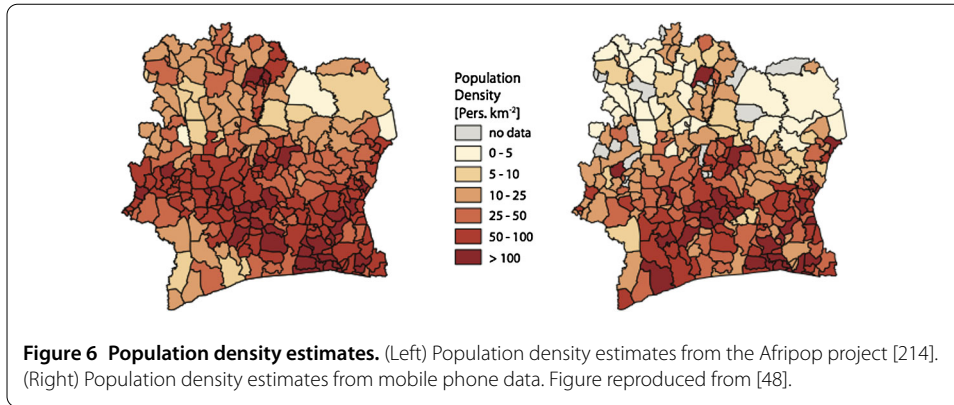 Population
Density
[Pers. km⁻²]
no data
0 - 5
5 - 10
10 - 25
25 - 50
50 - 100
> 100
Figure 6 Population density estimates. (Left) Population density estimates from the Afripop project [214].
(Right) Population density estimates from mobile phone data. Figure reproduced from [48].